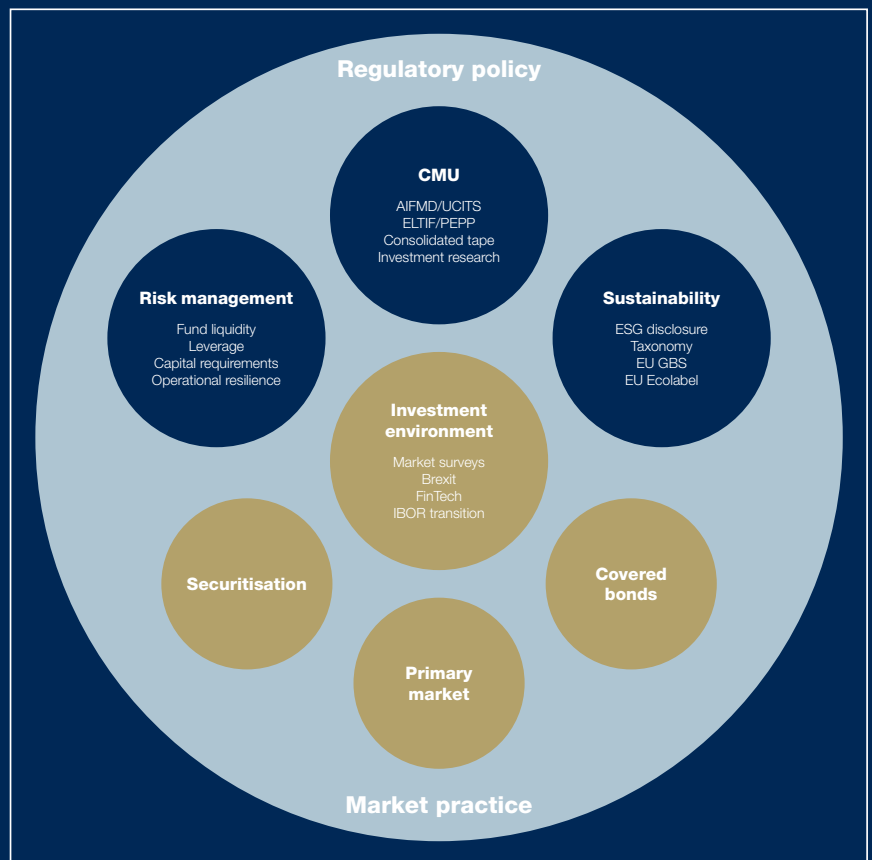 Regulatory policy
CMU
AIFMD/UCITS
ELTIF/PEPP
Consolidated tape
Investment research
Risk management
Fund liquidity
Leverage
Capital requirements
Operational resilience
Sustainability
ESG disclosure
Taxonomy
EU GBS
EU Ecolabel
Investment
environment
Market surveys
Brexit
FinTech
IBOR transition
Securitisation
Covered
bonds
Primary
market
Market practice